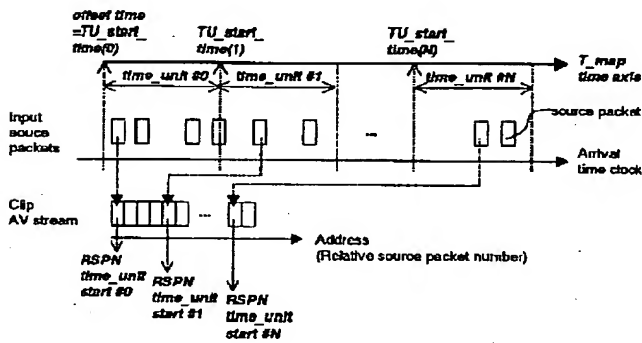 offset time
=TU_start_
time(0)
TU_start_
time(1)
TU_start_
time(N)
T_map
time axis
time_unit #0
time_unit #1
time_unit #N
source packet
Input
souce
packets
...
Arrival
time clock
Clip
AV stream
...
Address
(Relative source packet number)
RSPN
time_unit
start #0
RSPN
time_unit
start #1
RSPN
time_unit
start #N